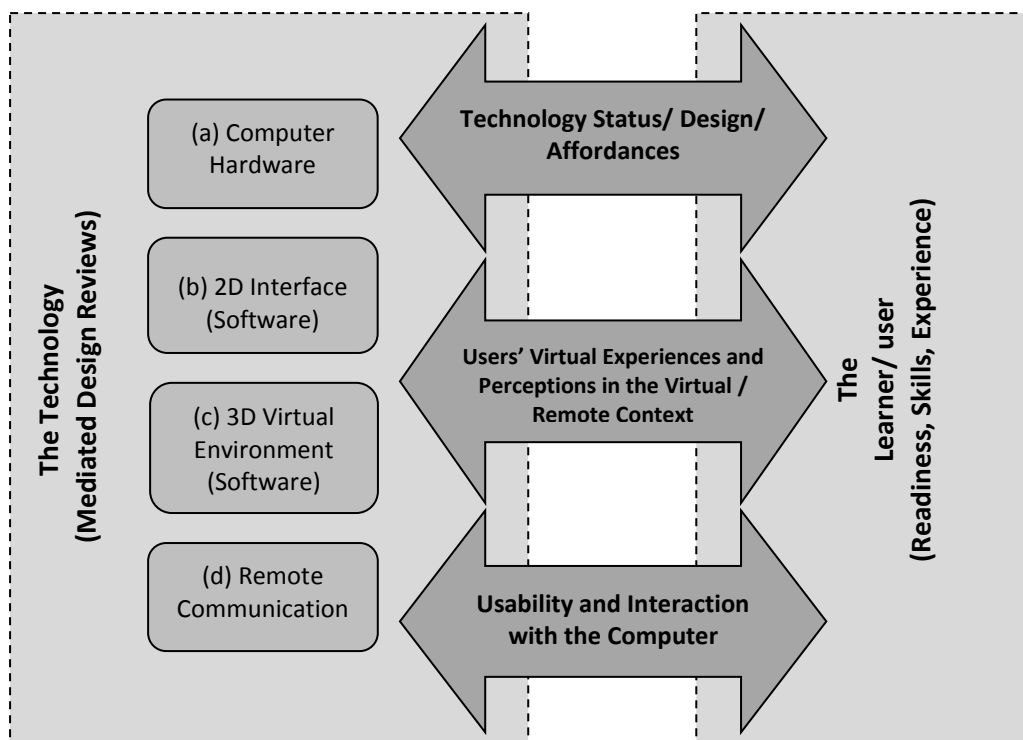 The Technology
(Mediated Design Reviews)
(a) Computer
Hardware
(b) 2D Interface
(Software)
(c) 3D Virtual
Environment
(Software)
(d) Remote
Communication
Technology Status/ Design/
Affordances
Users’ Virtual Experiences and
Perceptions in the Virtual /
Remote Context
Usability and Interaction
with the Computer
The
Learner/ user
(Readiness, Skills, Experience)